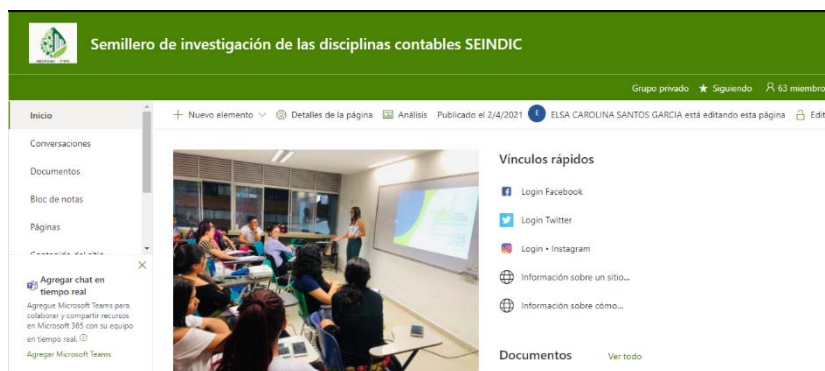 Semillero de investigación de las disciplinas contables SEINDIC
Grupo privado ★ Siguiendo 63 miembro
Inicio
+ Nuevo elemento Detalles de la página Análisis Publicado el 2/4/2021 E ELSA CAROLINA SANTOS GARCIA está editando esta página Edit
Conversaciones
Documentos
Bloc de notas
Páginas
Contenido del sitio
Agregar chat en
tiempo real
Agregue Microsoft Teams para
colaborar y compartir recursos
en Microsoft 365 con su equipo
en tiempo real.
Agregar Microsoft Teams
Vínculos rápidos
Login Facebook
Login Twitter
Login • Instagram
Información sobre un sitio...
Información sobre cómo...
Documentos Ver todo